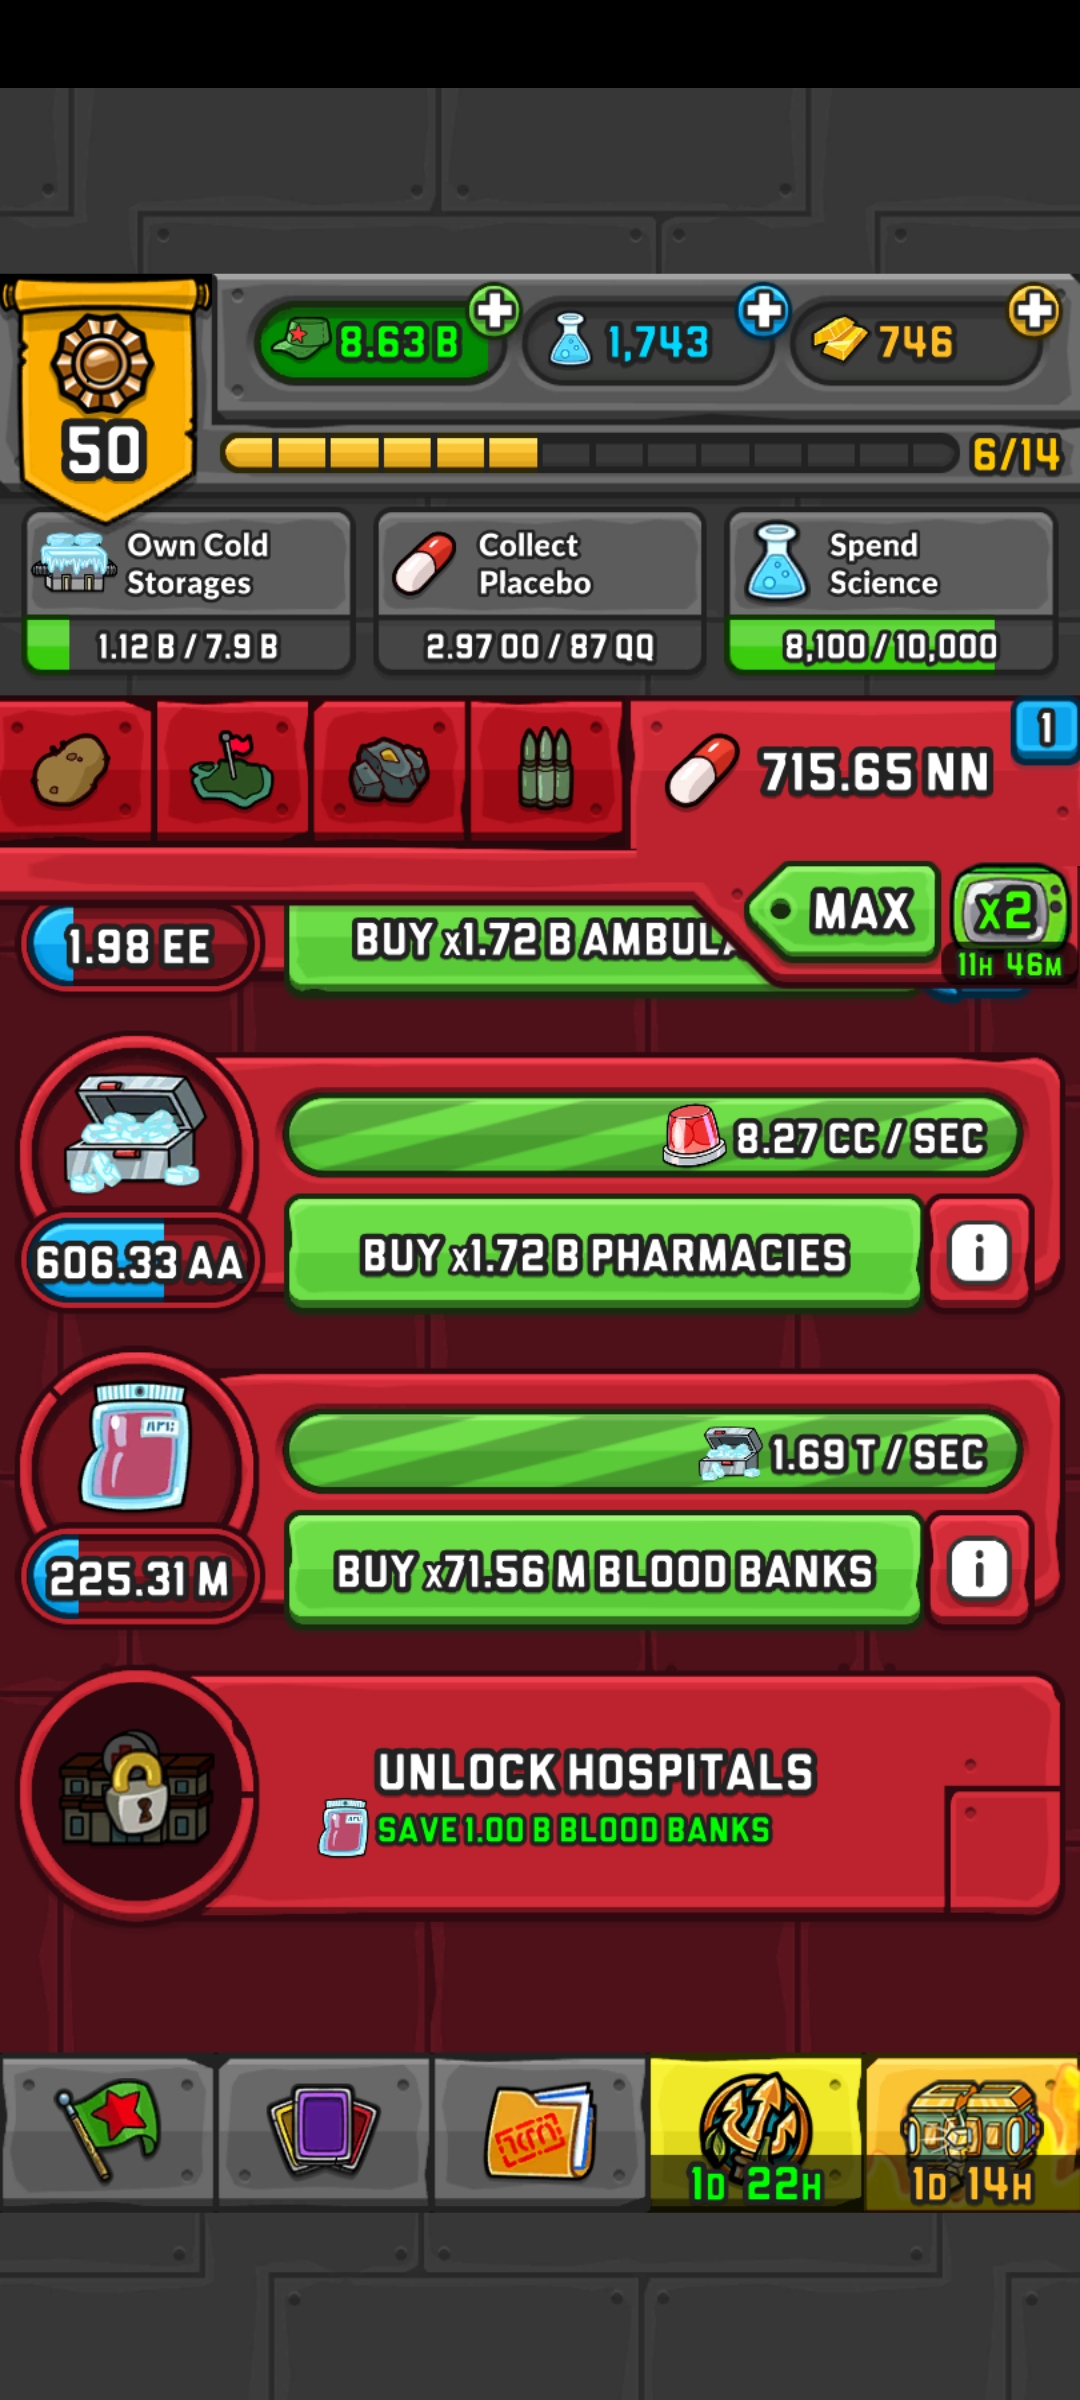 8.63 B
1,743
746
50
6/14
Own Cold
Storages
1.12 B / 7.9 B
Collect
Placebo
2.97 OO / 87 QQ
Spend
Science
8,100 / 10,000
715.65 NN
1
MAX
x2
11H 46M
1.98 EE
BUY x1.72 B
8.27 CC / SEC
606.33 AA
BUY x1.72 B PHARMACIES
i
1.69 T / SEC
225.31 M
BUY x71.56 M BLOOD BANKS
i
UNLOCK HOSPITALS
SAVE 1.00 B BLOOD BANKS
1D 22H
1D 14H